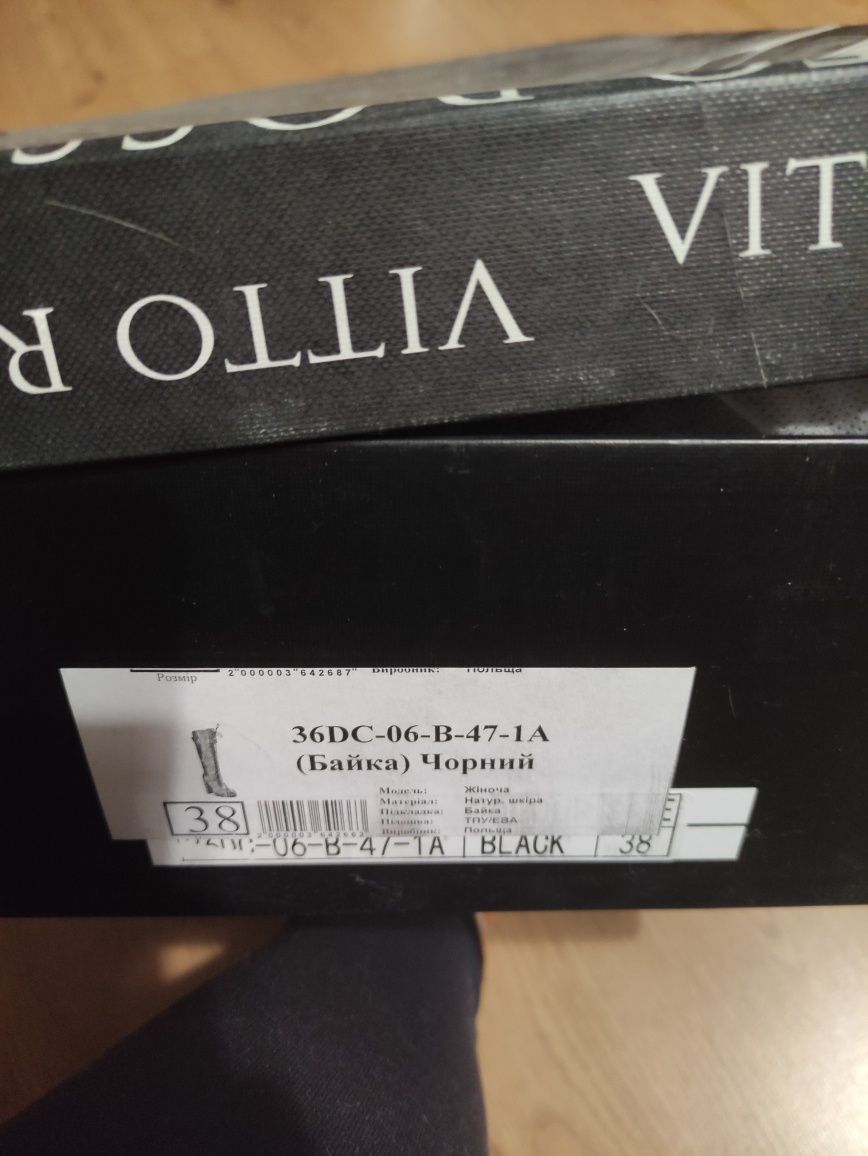 VIT
VITTO R
Розмір 2"000003"642687" Виробник: Польща
36DC-06-B-47-1A
(Байка) Чорний
Модель: Жіноча
Матеріал: Натур. шкіра
Підкладка: Байка
Підошва: ТПУ/ЕВА
Виробник: Польща
38
DC-06-B-47-1A BLACK 38